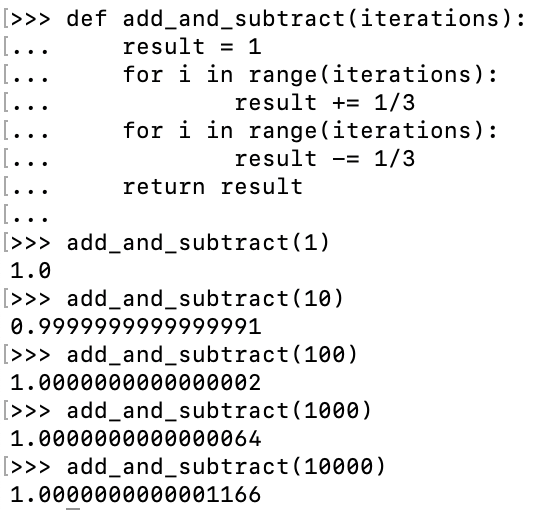 [>>> def add_and_subtract(iterations):
[...     result = 1
[...     for i in range(iterations):
[...             result += 1/3
[...     for i in range(iterations):
[...             result -= 1/3
[...     return result
[...
[>>> add_and_subtract(1)
1.0
[>>> add_and_subtract(10)
0.9999999999999991
[>>> add_and_subtract(100)
1.0000000000000002
[>>> add_and_subtract(1000)
1.0000000000000064
[>>> add_and_subtract(10000)
1.0000000000001166